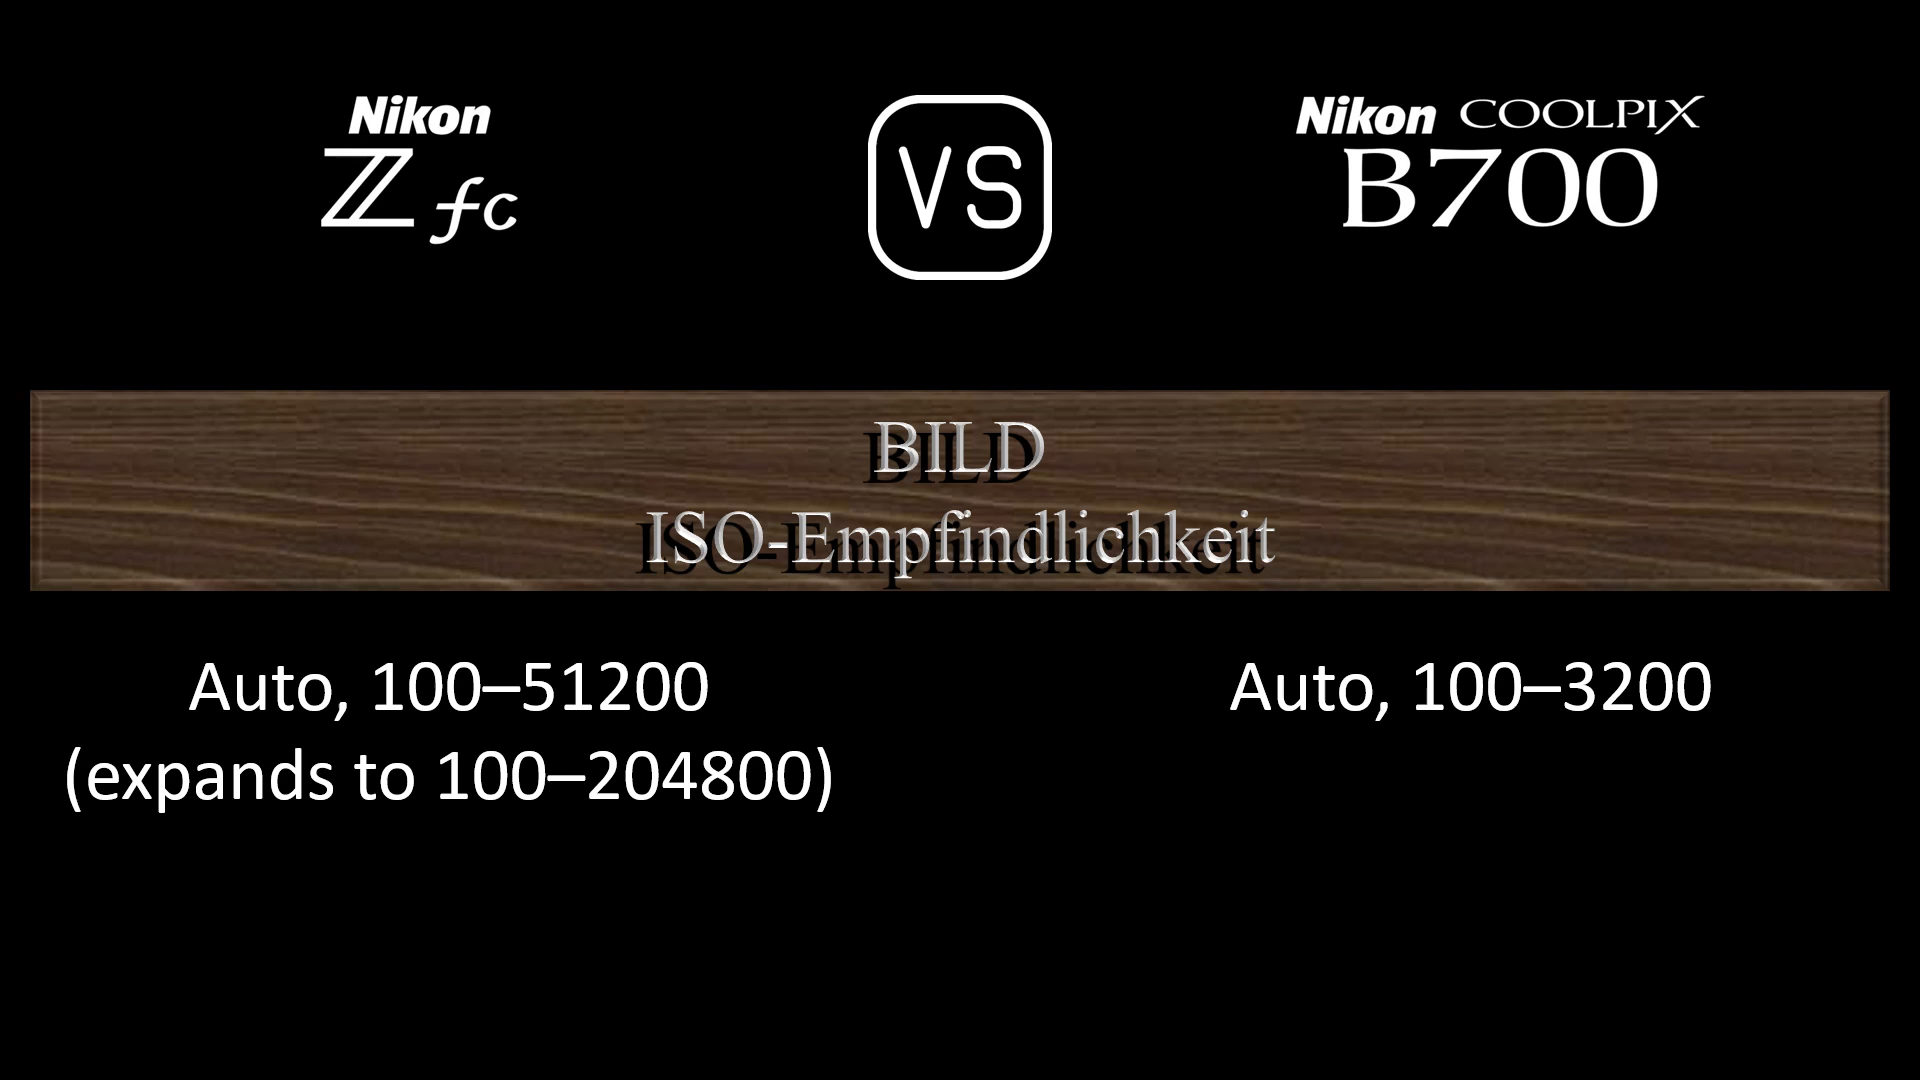 Nikon
Z fc
VS
Nikon COOLPIX
B700
BILD
ISO-Empfindlichkeit
Auto, 100–51200
(expands to 100–204800)
Auto, 100–3200